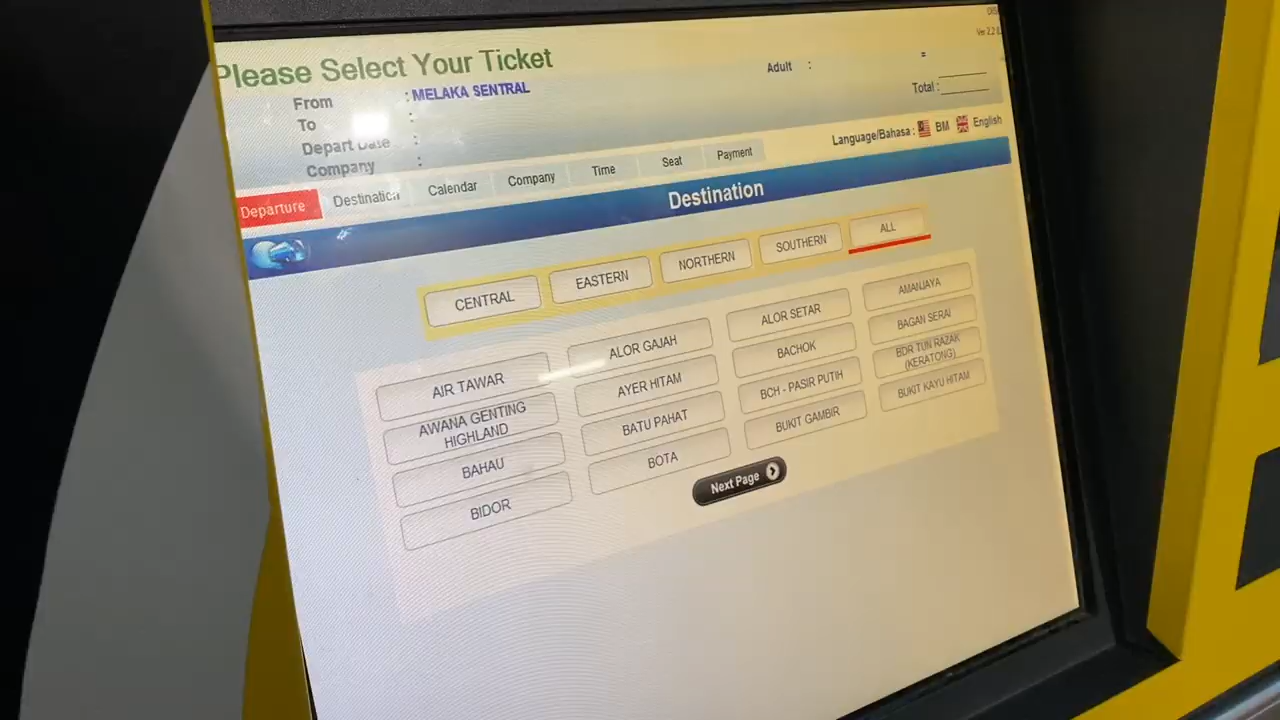 Please Select Your Ticket
From : MELAKA SENTRAL
To :
Depart Date :
Company :
Adult : =
Total :
Language/Bahasa : BM English
Departure Destination Calendar Company Time Seat Payment
Destination
CENTRAL EASTERN NORTHERN SOUTHERN ALL
AIR TAWAR ALOR GAJAH ALOR SETAR AMANJAYA
AWANA GENTING HIGHLAND AYER HITAM BACHOK BAGAN SERAI
BAHAU BATU PAHAT BCH - PASIR PUTIH BDR TUN RAZAK (KERATONG)
BIDOR BOTA BUKIT GAMBIR BUKIT KAYU HITAM
Next Page